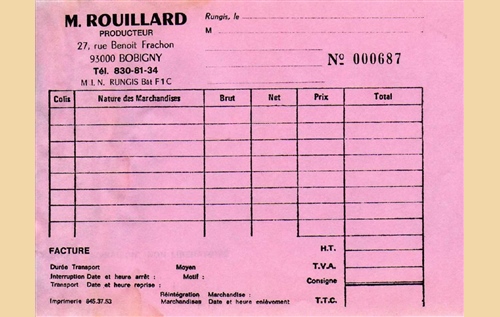 M. ROUILLARD
PRODUCTEUR
27, rue Benoit Frachon
93000 BOBIGNY
Tél. 830-81-34
M I. N. RUNGIS Bât F1C
Rungis, le
M
Nº 000687
Colis Nature des Marchandises Brut Net Prix Total
FACTURE
H.T.
Durée Transport Moyen
T.V.A.
Interruption Date et heure arrêt : Motif :
Transport Date et heure reprise :
Consigne
Réintégration Marchandise :
Imprimerie 845.37.53 Marchandises Date et heure enlèvement
T.T.C.